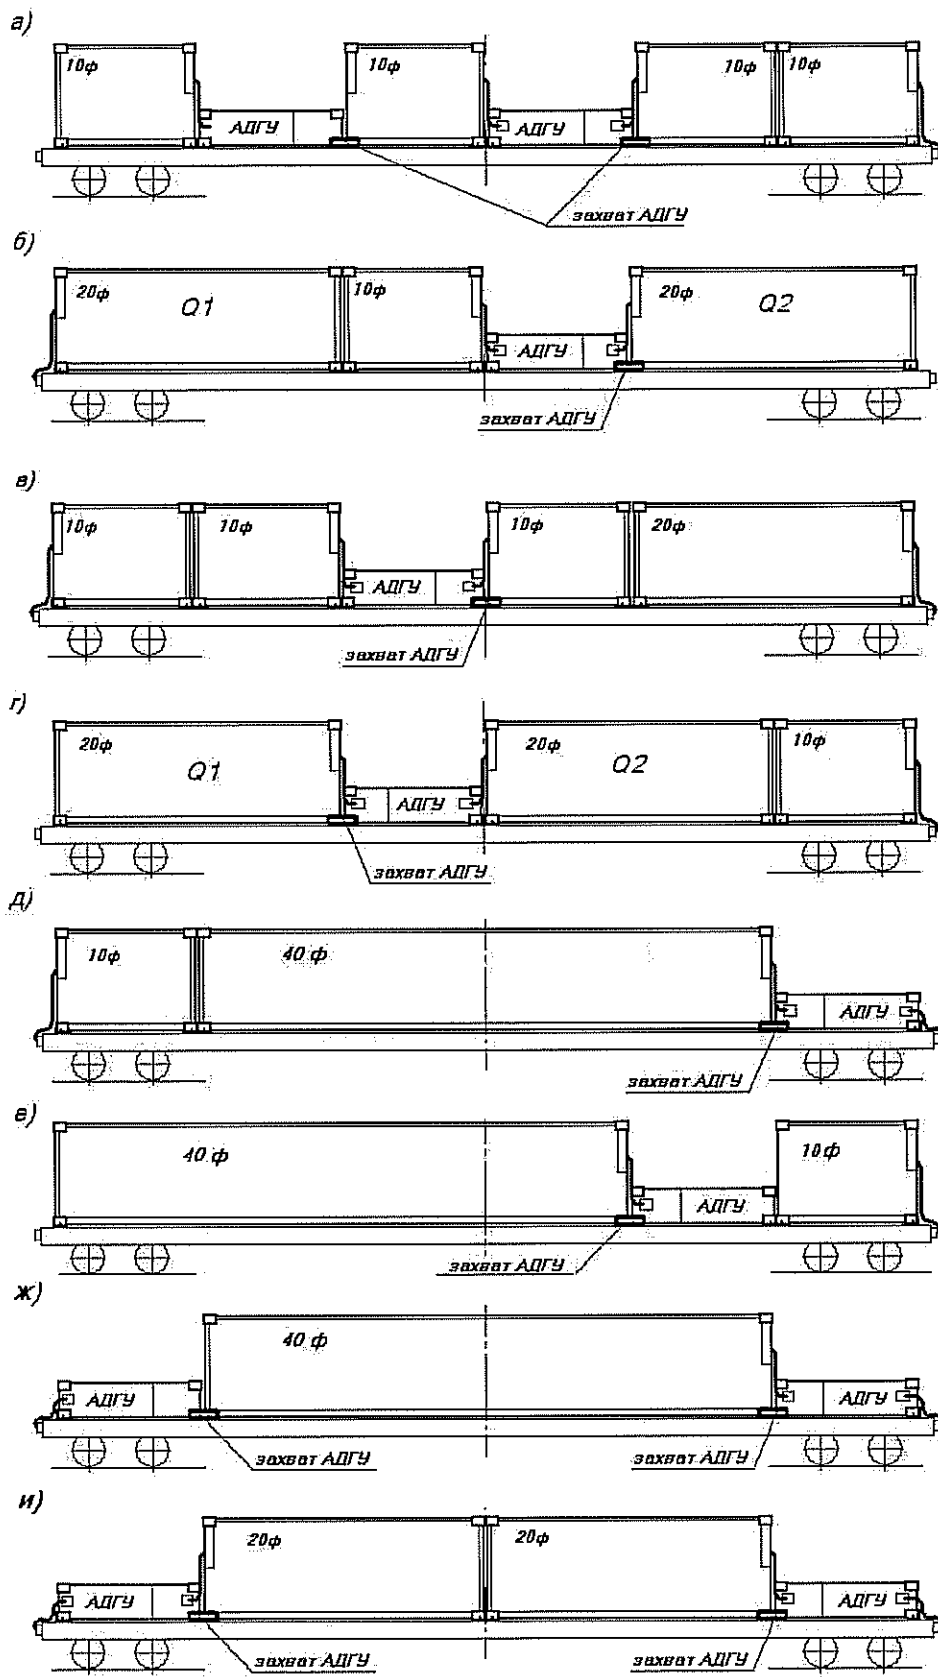 а)
10ф 10ф 10ф 10ф
АДГУ АДГУ
захват АДГУ
б)
20ф Q1 10ф 20ф Q2
АДГУ
захват АДГУ
в)
10ф 10ф 10ф 20ф
АДГУ
захват АДГУ
г)
20ф Q1 20ф Q2 10ф
АДГУ
захват АДГУ
д)
10ф 40 ф
АДГУ
захват АДГУ
е)
40 ф 10ф
АДГУ
захват АДГУ
ж)
40 ф
АДГУ АДГУ
захват АДГУ захват АДГУ
и)
20ф 20ф
АДГУ АДГУ
захват АДГУ захват АДГУ